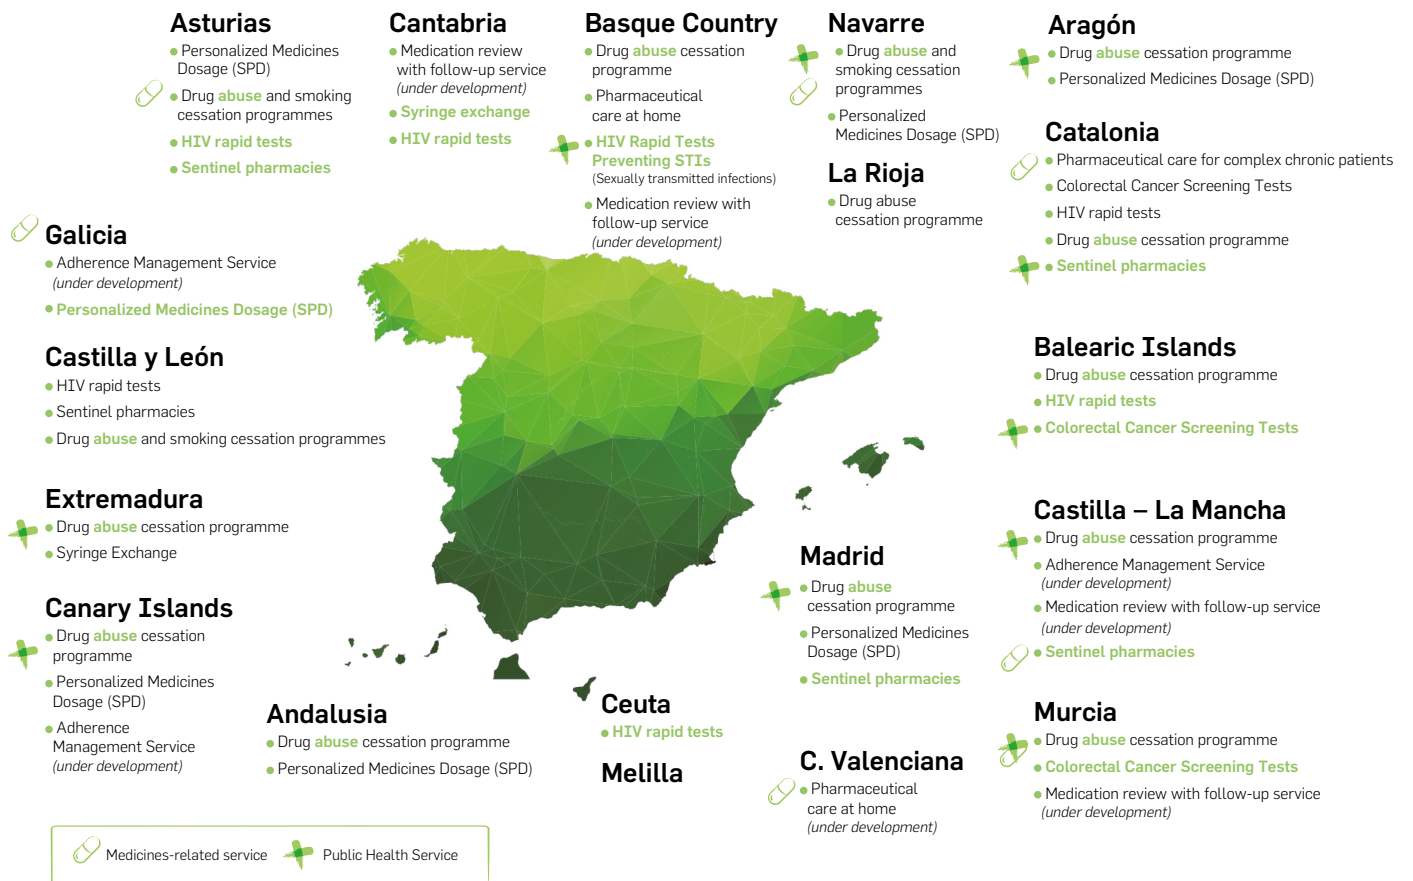 Asturias
Personalized Medicines
Dosage (SPD)
Drug abuse and smoking
cessation programmes
HIV rapid tests
Sentinel pharmacies
Cantabria
Medication review
with follow-up service
(under development)
Syringe exchange
HIV rapid tests
Basque Country
Drug abuse cessation
programme
Pharmaceutical
care at home
HIV Rapid Tests
Preventing STIs
(Sexually transmitted infections)
Medication review with
follow-up service
(under development)
Navarre
Drug abuse and
smoking cessation
programmes
Personalized
Medicines Dosage (SPD)
La Rioja
Drug abuse
cessation programme
Aragón
Drug abuse cessation programme
Personalized Medicines Dosage (SPD)
Catalonia
Pharmaceutical care for complex chronic patients
Colorectal Cancer Screening Tests
HIV rapid tests
Drug abuse cessation programme
Sentinel pharmacies
Galicia
Adherence Management Service
(under development)
Personalized Medicines Dosage (SPD)
Castilla y León
HIV rapid tests
Sentinel pharmacies
Drug abuse and smoking cessation programmes
Extremadura
Drug abuse cessation programme
Syringe Exchange
Canary Islands
Drug abuse cessation
programme
Personalized Medicines
Dosage (SPD)
Adherence
Management Service
(under development)
Andalusia
Drug abuse cessation programme
Personalized Medicines Dosage (SPD)
Ceuta
HIV rapid tests
Melilla
Madrid
Drug abuse
cessation programme
Personalized Medicines
Dosage (SPD)
Sentinel pharmacies
C. Valenciana
Pharmaceutical
care at home
(under development)
Balearic Islands
Drug abuse cessation programme
HIV rapid tests
Colorectal Cancer Screening Tests
Castilla – La Mancha
Drug abuse cessation programme
Adherence Management Service
(under development)
Medication review with follow-up service
(under development)
Sentinel pharmacies
Murcia
Drug abuse cessation programme
Colorectal Cancer Screening Tests
Medication review with follow-up service
(under development)
Medicines-related service
Public Health Service